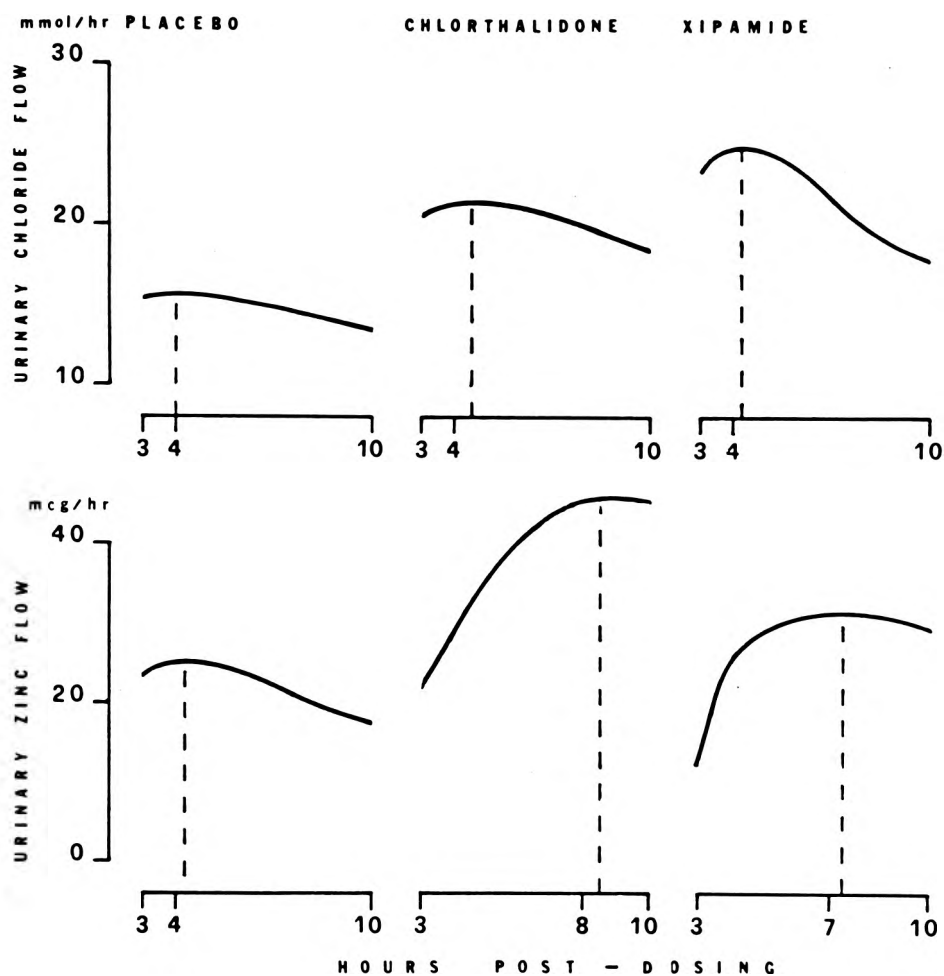 mmol/hr PLACEBO CHLORTHALIDONE XIPAMIDE
30
20
10
URINARY CHLORIDE FLOW
3 4 10 3 4 10 3 4 10
mcg/hr
40
20
0
URINARY ZINC FLOW
3 4 10 3 8 10 3 7 10
HOURS POST – DOSING